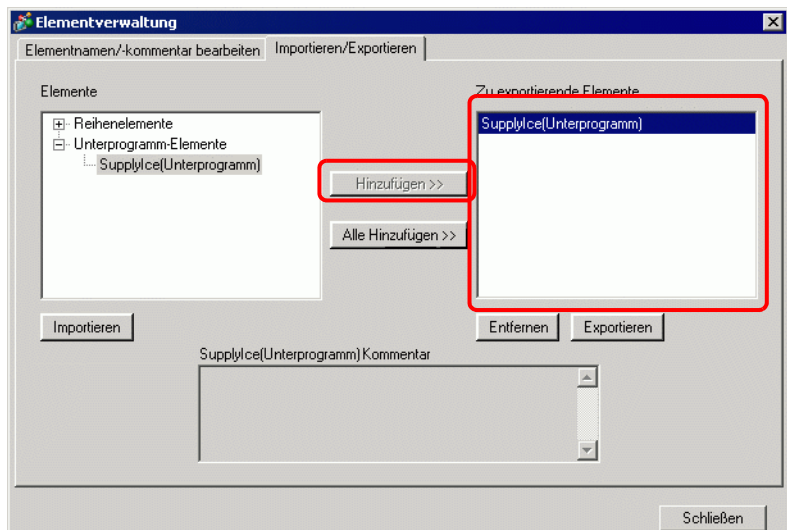 Elementverwaltung
Elementnamen/-kommentar bearbeiten
Importieren/Exportieren
Elemente
Zu exportierende Elemente
Reihenelemente
Unterprogramm-Elemente
SupplyIce(Unterprogramm)
SupplyIce(Unterprogramm)
Hinzufügen >>
Alle Hinzufügen >>
Importieren
Entfernen
Exportieren
SupplyIce(Unterprogramm) Kommentar
Schließen